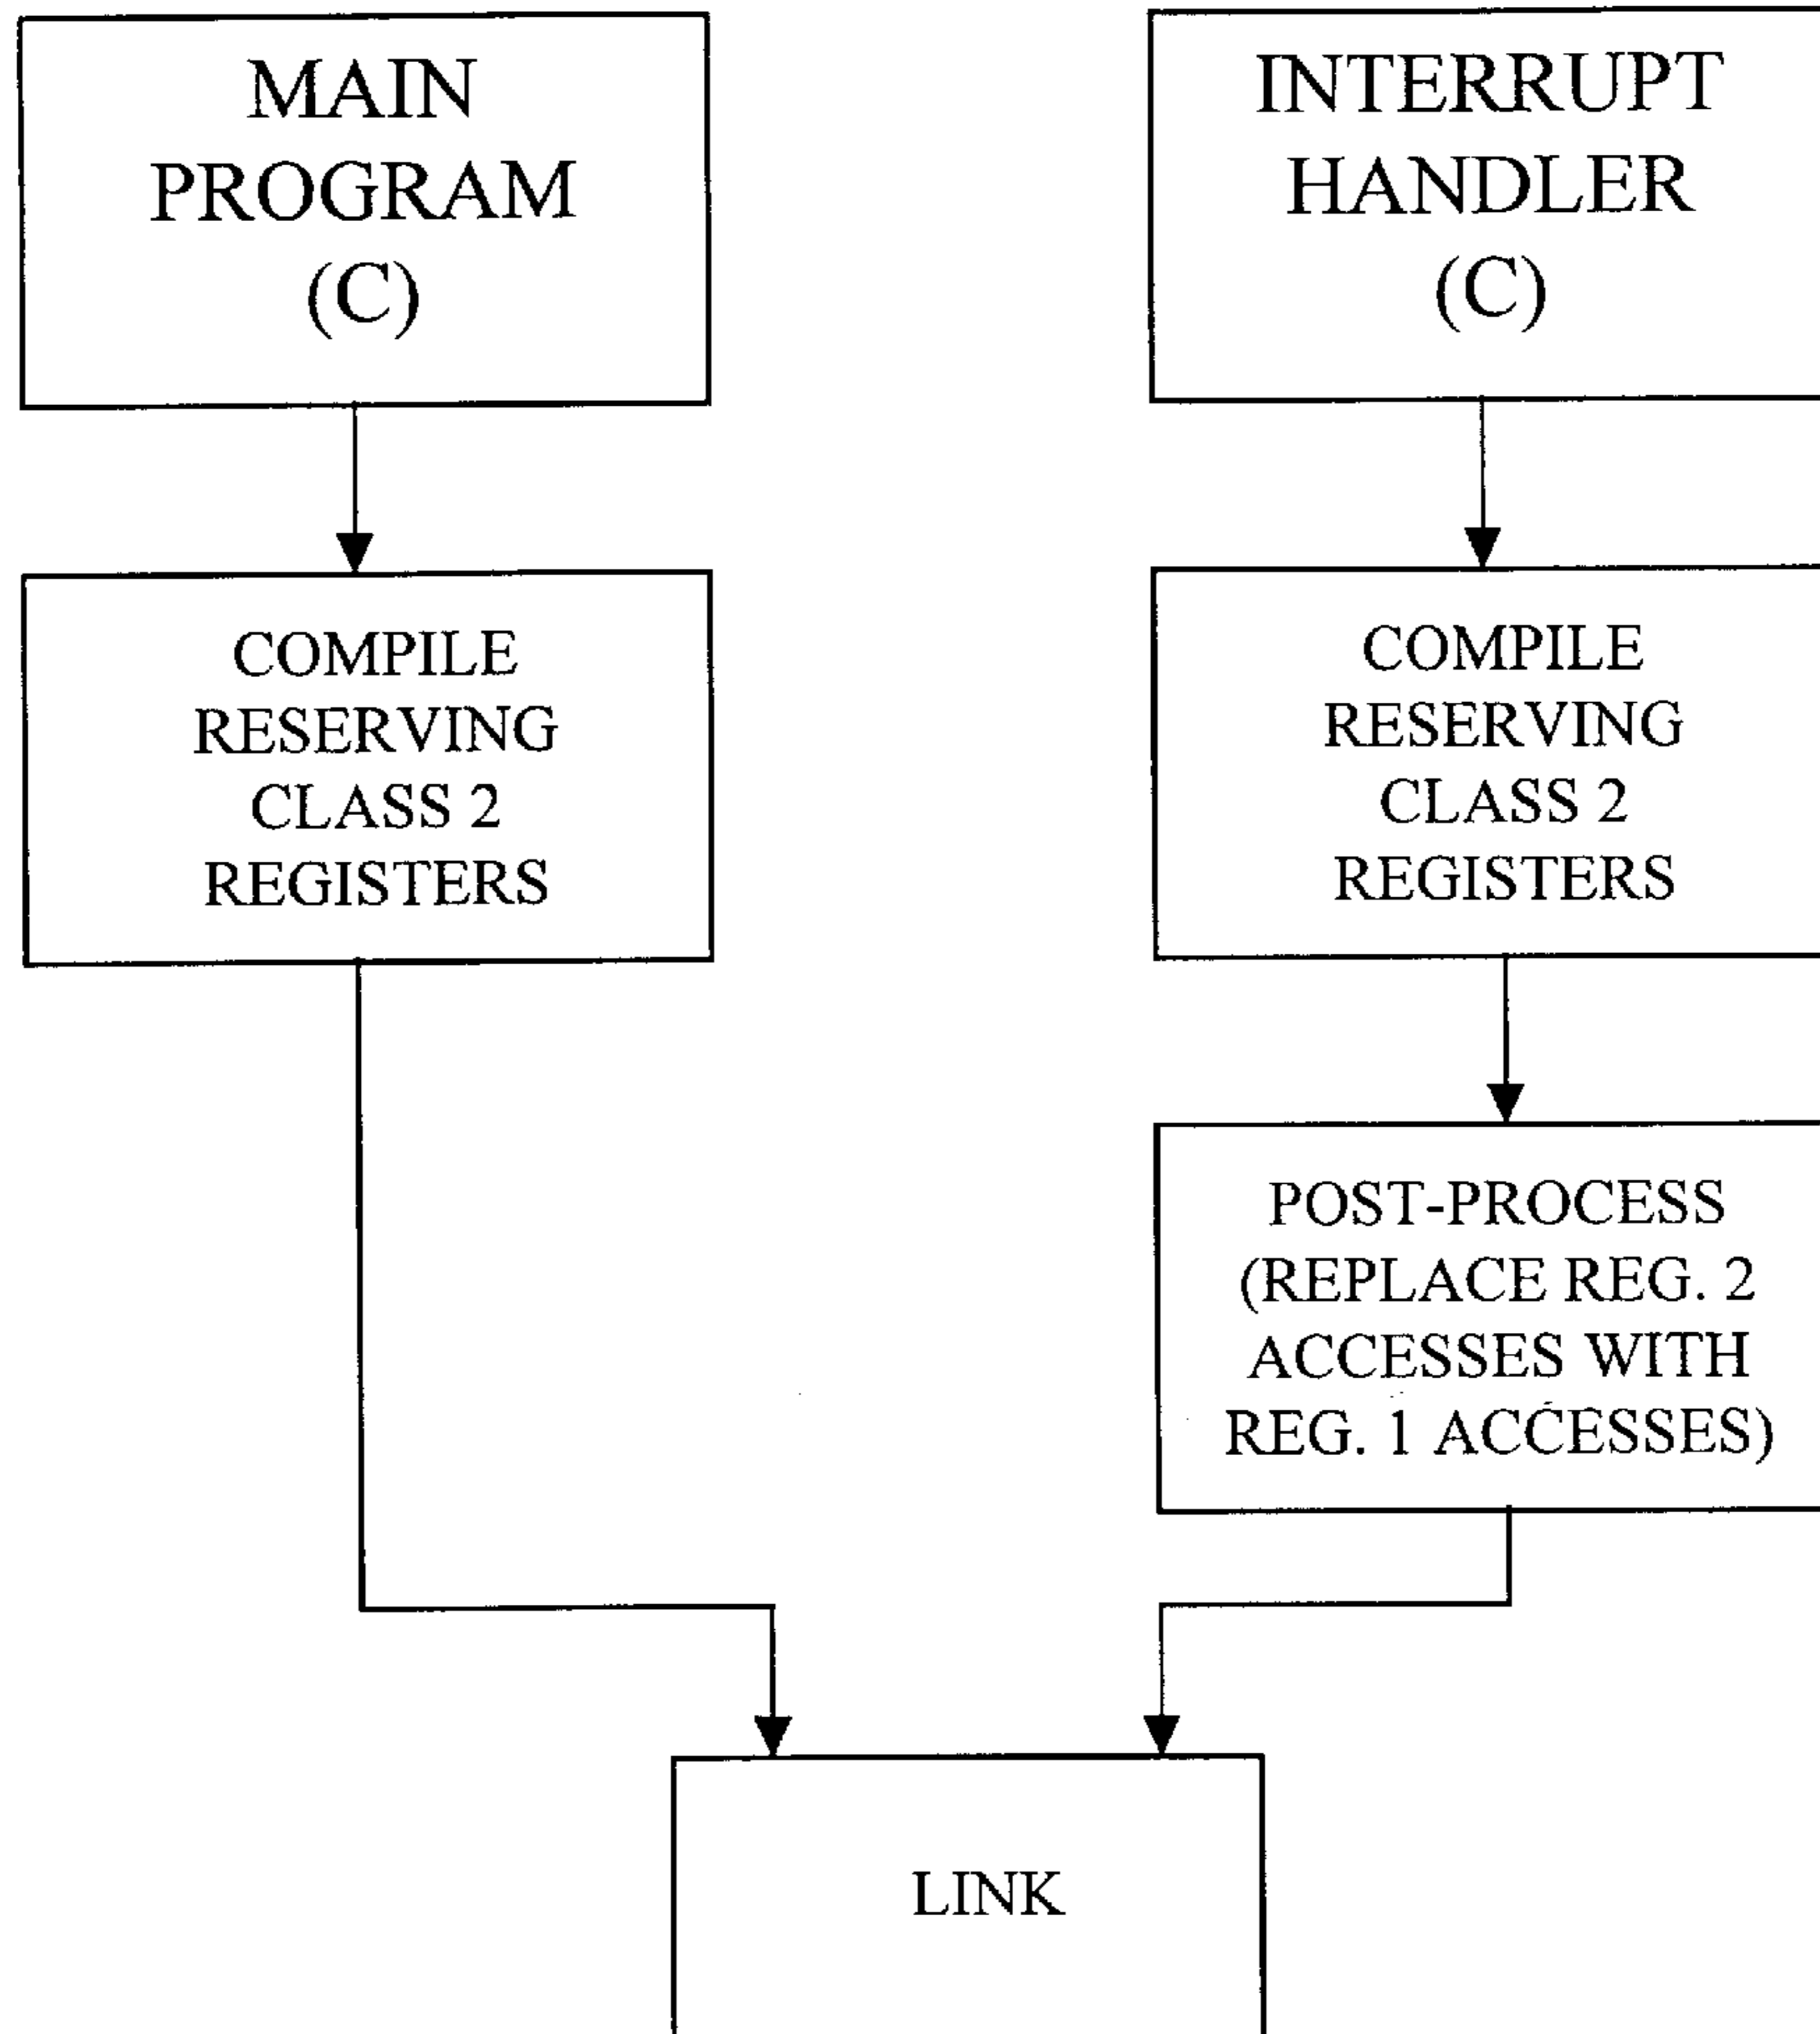 MAIN
PROGRAM
(C)
INTERRUPT
HANDLER
(C)
COMPILE
RESERVING
CLASS 2
REGISTERS
COMPILE
RESERVING
CLASS 2
REGISTERS
POST-PROCESS
(REPLACE REG. 2
ACCESSES WITH
REG. 1 ACCESSES)
LINK